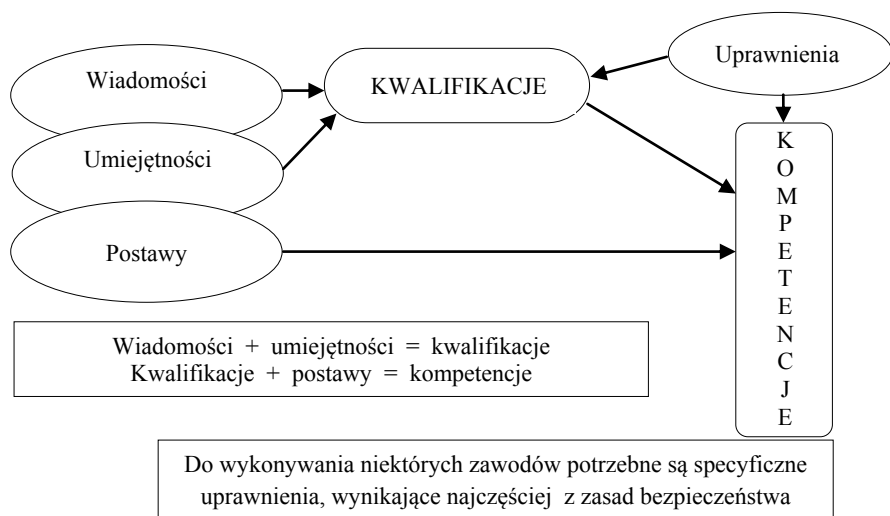 Wiadomości
KWALIFIKACJE
Uprawnienia
Umiejętności
Postawy
K
O
M
P
E
T
E
N
C
J
E
Wiadomości + umiejętności = kwalifikacje
Kwalifikacje + postawy = kompetencje
Do wykonywania niektórych zawodów potrzebne są specyficzne
uprawnienia, wynikające najczęściej z zasad bezpieczeństwa